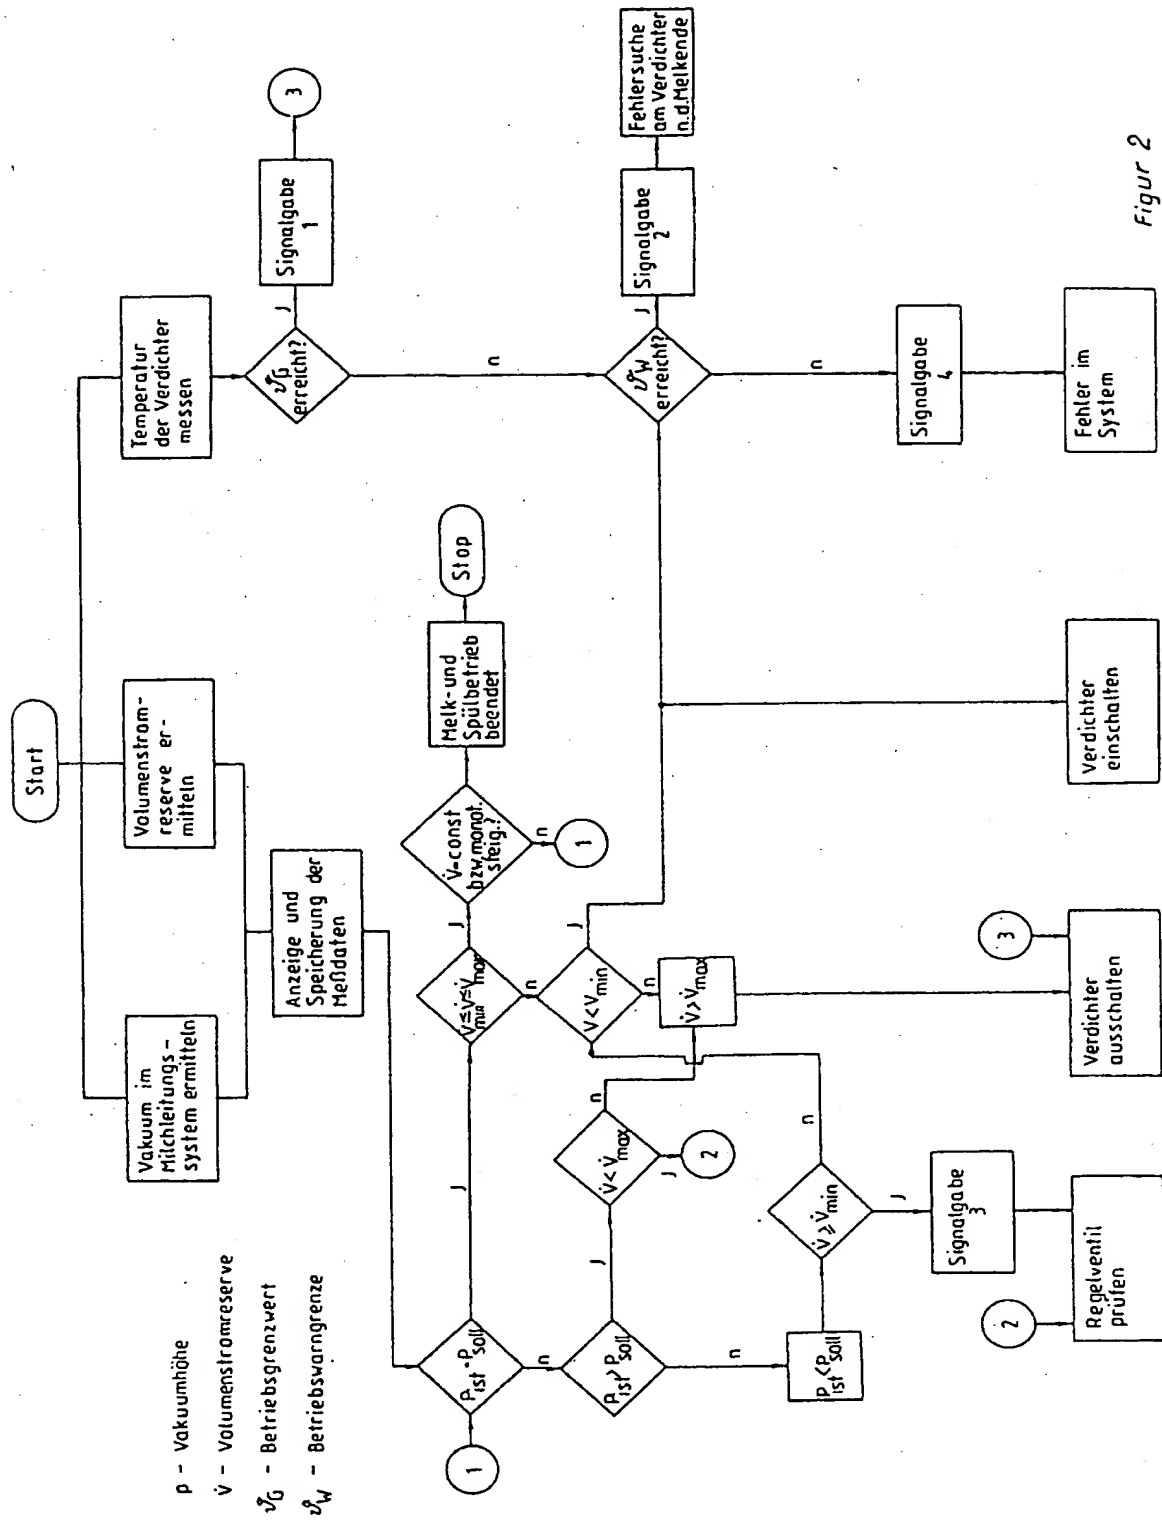 Start
Vakuum im
Milchleitungs-
system ermitteln
Volumenstrom-
reserve er-
mitteln
Temperatur
der Verdichter
messen
Anzeige und
Speicherung der
Meßdaten
ϑG
erreicht?
J
Signalgabe
1
3
n
p - Vakuumhöhe
V̇ - Volumenstromreserve
ϑG - Betriebsgrenzwert
ϑW - Betriebswarngrenze
1
Pist = Psoll
J
V̇min ≤ V̇ ≤ V̇max
J
V̇=const
bzw. monot.
steig.?
Melk- und
Spülbetrieb
beendet
Stop
n
1
n
n
Pist > Psoll
J
V̇ < V̇max
n
J
2
V < Vmin
J
n
V̇ > V̇max
ϑW
erreicht?
J
Signalgabe
2
Fehlersuche
am Verdichter
n.d.Melkende
n
n
Pist < Psoll
V̇ ≥ V̇min
n
J
Signalgabe
3
Signalgabe
4
2
Regelventil
prüfen
3
Verdichter
ausschalten
Verdichter
einschalten
Fehler im
System
Figur 2